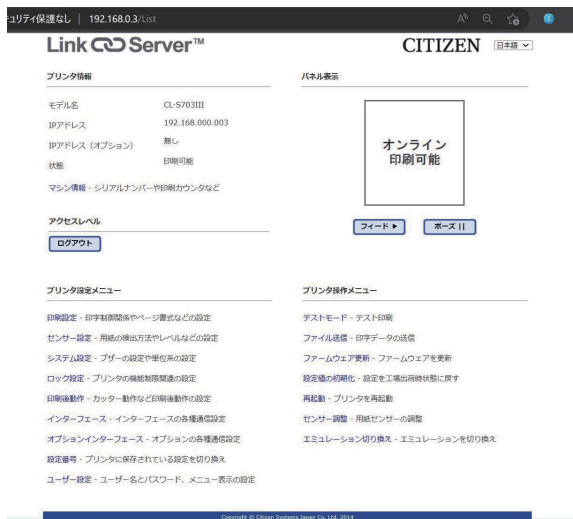 セキュリティ保護なし | 192.168.0.3/List
Link Server™
CITIZEN 日本語
プリンタ情報
モデル名 CL-S703III
IPアドレス 192.168.000.003
IPアドレス (オプション) 無し
状態 印刷可能
マシン情報 - シリアルナンバーや印刷カウンタなど
アクセスレベル
ログアウト
パネル表示
オンライン
印刷可能
フィード ポーズ
プリンタ設定メニュー
印刷設定 - 印字制御関係やページ書式などの設定
センサー設定 - 用紙の検出方法やレベルなどの設定
システム設定 - ブザーの設定や単位系の設定
ロック設定 - プリンタの機能制限関連の設定
印刷後動作 - カッター動作など印刷後動作の設定
インターフェース - インターフェースの各種通信設定
オプションインターフェース - オプションの各種通信設定
設定番号 - プリンタに保存されている設定を切り換え
ユーザー設定 - ユーザー名とパスワード、メニュー表示の設定
プリンタ操作メニュー
テストモード - テスト印刷
ファイル送信 - 印字データの送信
ファームウェア更新 - ファームウェアを更新
設定値の初期化 - 設定を工場出荷時状態に戻す
再起動 - プリンタを再起動
センサー調整 - 用紙センサーの調整
エミュレーション切り換え - エミュレーションを切り換え
Copyright © Citizen Systems Japan Co., Ltd. 2014